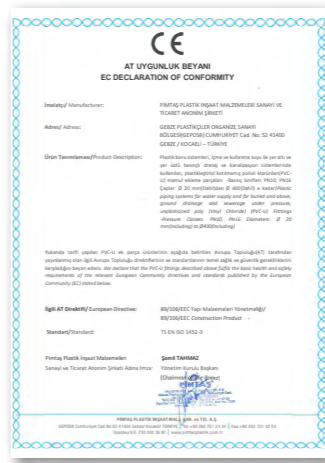 CE
AT UYGUNLUK BEYANI
EC DECLARATION OF CONFORMITY
İmalatçı/ Manufacturer: PİMTAŞ PLASTİK İNŞAAT MALZEMELERİ SANAYİ VE
TİCARET ANONİM ŞİRKETİ
Adres/ Adress: GEBZE PLASTİKÇİLER ORGANİZE SANAYİ
BÖLGESİ(GEPOSB) CUMHURİYET Cad. No: 52 41400
GEBZE / KOCAELİ – TÜRKİYE
Ürün Tanımlaması/Product Description: Plastik boru sistemleri, içme ve kullanma suyu ile yer altı ve
yer üstü basınçlı drenaj ve kanalizasyon sistemlerinde
kullanılan, plastikleştirici katılmamış polivinil klorürden(PVC-
U) mamul ekleme parçaları -Basınç Sınıfları: PN10, PN16
Çaplar: Ø 20 mm(Dahil)den Ø 400(Dahil) e kadar/Plastic
piping systems for water supply and for buried and above,
ground drainage and sewerage under pressure,
unplasticized poly (Vinyl Chloride) (PVC-U) Fittings
-Pressure Classes PN10, PN16 Diameters: Ø 20
mm(Including) to Ø400(Including)
Yukarıda tarifi yapılan PVC-U ek parça ürünlerinin aşağıda belirtilen Avrupa Topluluğu(AT) tarafından
yayınlanmış olan ilgili Avrupa Topluluğu direktiflerinin ve standartlarının temel sağlık ve güvenlik gerekliliklerini
karşıladığını beyan ederiz. We declare that the PVC-U fittings described above fulfils the basic health and safety
requirements of the relevant European Community directives and standards published by the European
Community (EC) stated below.
İlgili AT Direktifi/ European Directive: 89/106/EEC Yapı Malzemeleri Yönetmeliği/
89/106/EEC Construction Product -
Standart/Standard: TS EN ISO 1452-3
Pimtaş Plastik İnşaat Malzemeleri Şamil TAHMAZ
Sanayi ve Ticaret Anonim Şirketi Adına İmza: Yönetim Kurulu Başkanı
PİMTAŞ
PİMTAŞ PLASTİK İNŞAAT MALZ. SAN. ve TİC. A.Ş.